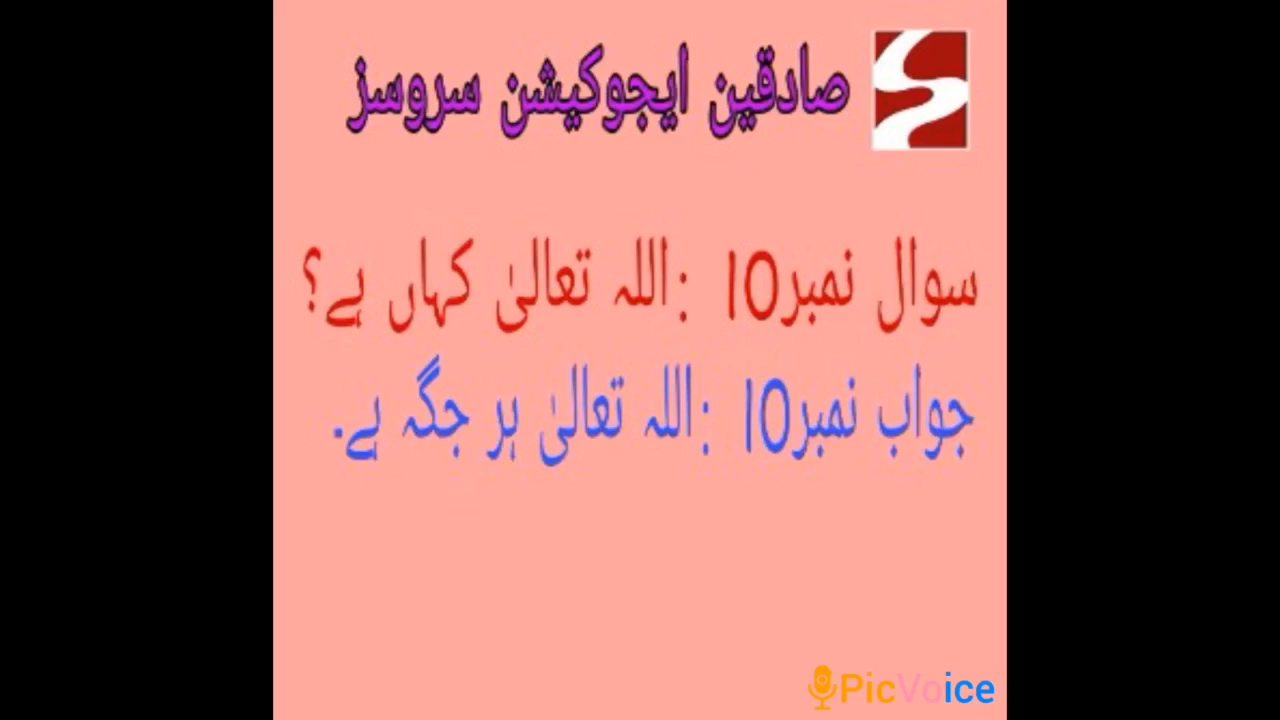 صادقین ایجوکیشن سروسز
سوال نمبر10 :اللہ تعالیٰ کہاں ہے؟
جواب نمبر10 :اللہ تعالیٰ ہر جگہ ہے.
PicVoice